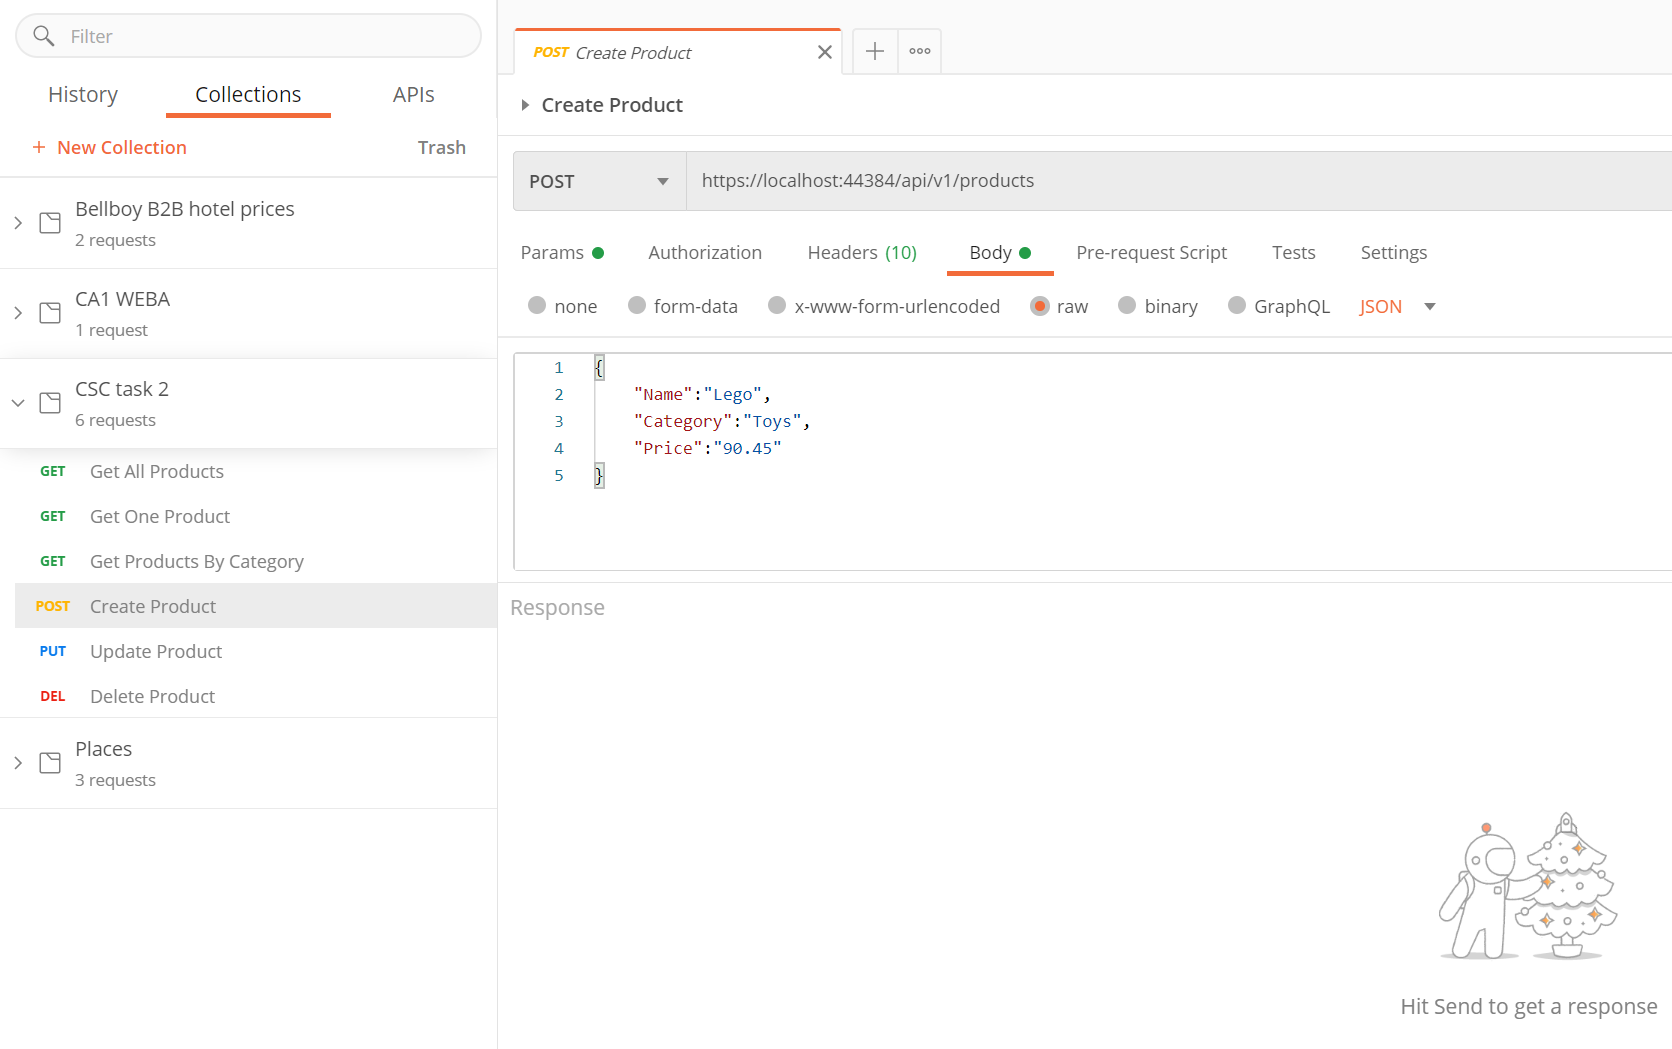 Filter
History Collections APIs
+ New Collection Trash
Bellboy B2B hotel prices
2 requests
CA1 WEBA
1 request
CSC task 2
6 requests
GET Get All Products
GET Get One Product
GET Get Products By Category
POST Create Product
PUT Update Product
DEL Delete Product
Places
3 requests
POST Create Product
Create Product
POST https://localhost:44384/api/v1/products
Params Authorization Headers (10) Body Pre-request Script Tests Settings
none form-data x-www-form-urlencoded raw binary GraphQL JSON
1 {
2 "Name":"Lego",
3 "Category":"Toys",
4 "Price":"90.45"
5 }
Response
Hit Send to get a response